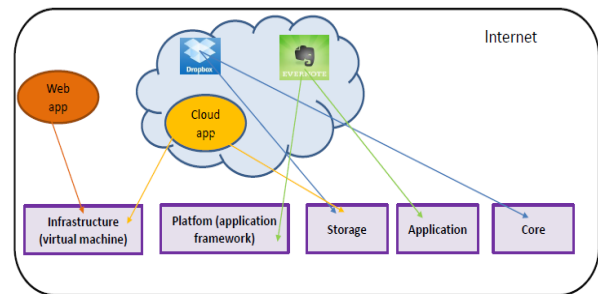 Internet
Dropbox
EVERNOTE
Web
app
Cloud
app
Infrastructure
(virtual machine)
Platfom (application
framework)
Storage
Application
Core